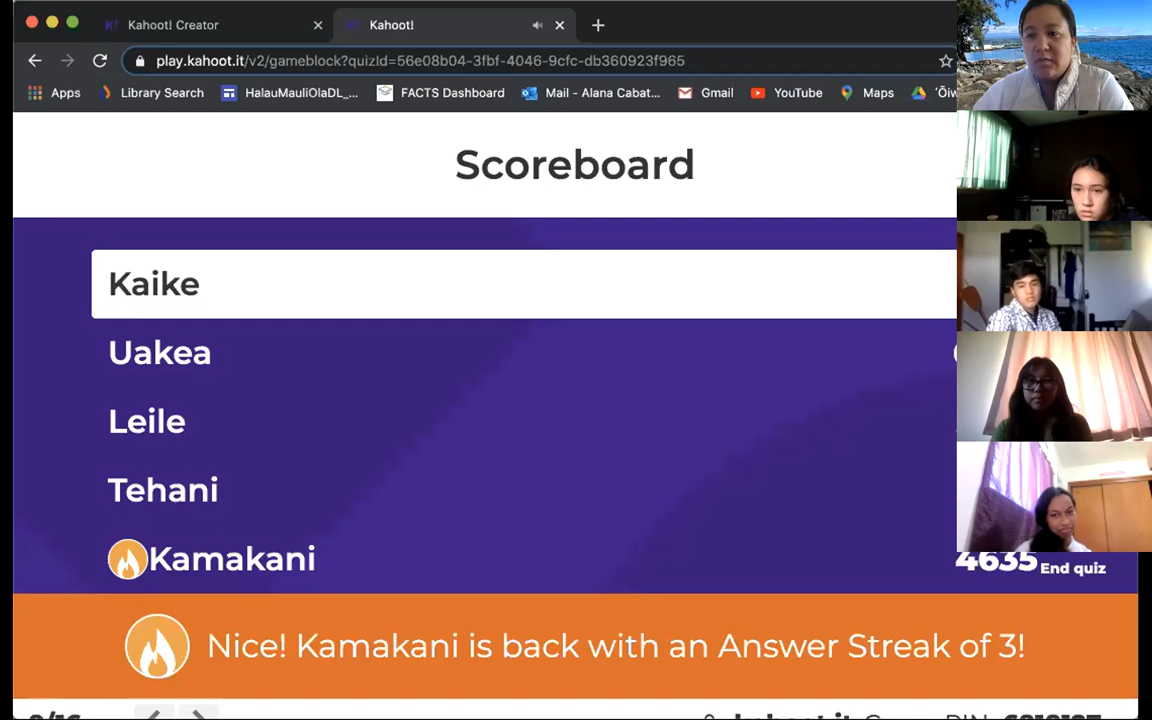 Kahoot! Creator
Kahoot!
play.kahoot.it/v2/gameblock?quizId=56e08b04-3fbf-4046-9cfc-db360923f965
Apps
Library Search
HalauMauliOlaDL_...
FACTS Dashboard
Mail - Alana Cabat...
Gmail
YouTube
Maps
Scoreboard
Kaike
Uakea
Leile
Tehani
Kamakani
4635
End quiz
Nice! Kamakani is back with an Answer Streak of 3!
kahoot.it